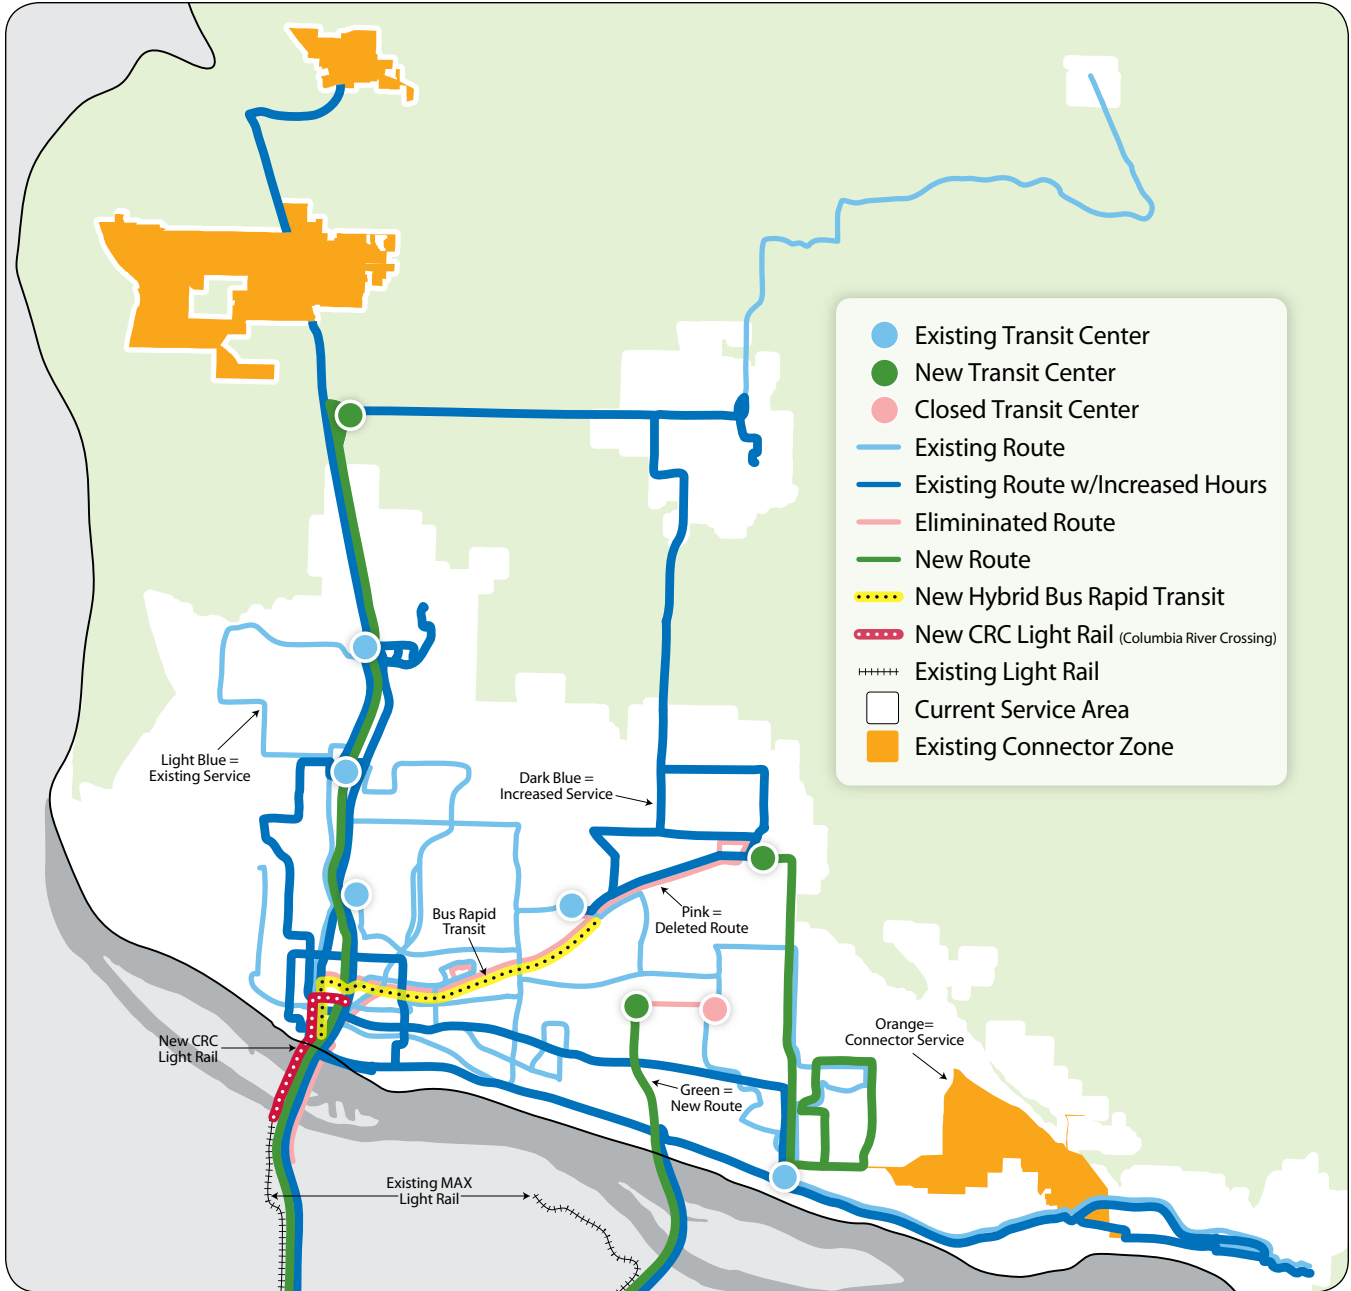 Existing Transit Center
New Transit Center
Closed Transit Center
Existing Route
Existing Route w/Increased Hours
Elimininated Route
New Route
New Hybrid Bus Rapid Transit
New CRC Light Rail (Columbia River Crossing)
Existing Light Rail
Current Service Area
Existing Connector Zone
Light Blue =
Existing Service
Dark Blue =
Increased Service
Bus Rapid
Transit
Pink =
Deleted Route
New CRC
Light Rail
Orange=
Connector Service
Green =
New Route
Existing MAX
Light Rail